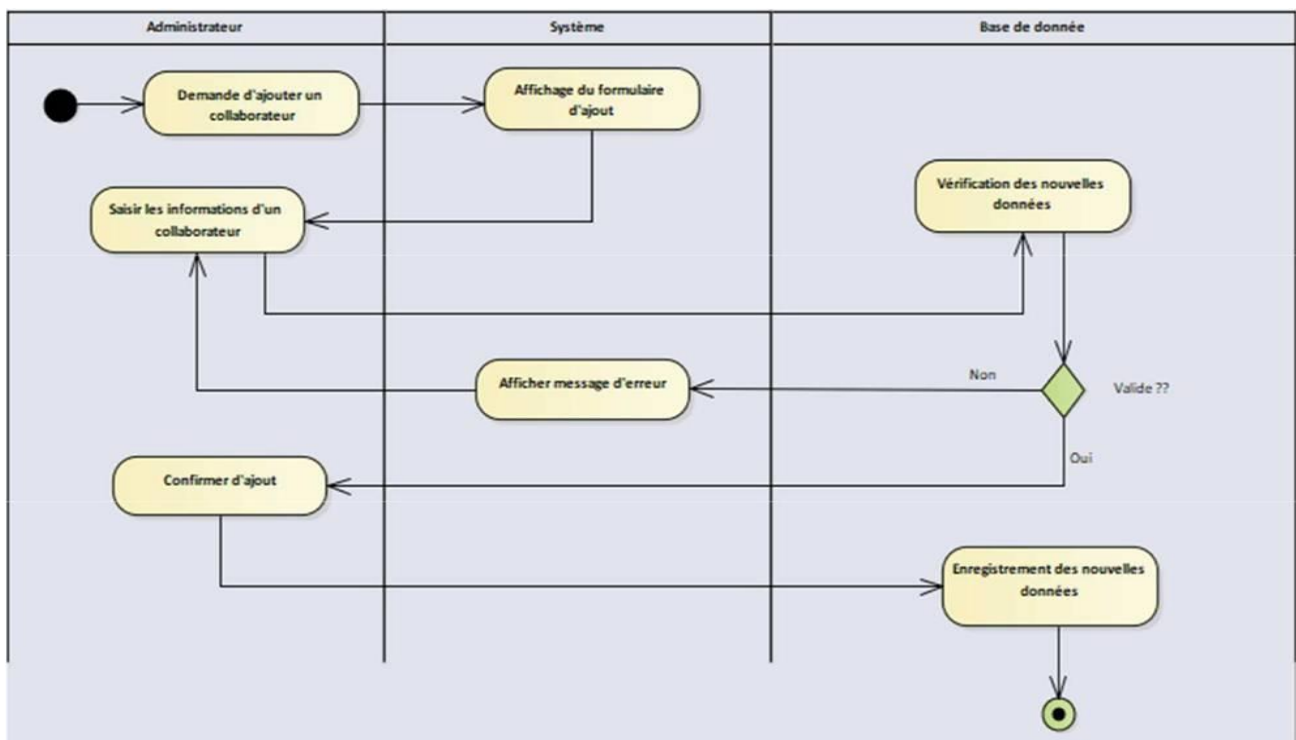 Administrateur
Système
Base de donnée
Demande d'ajouter un
collaborateur
Affichage du formulaire
d'ajout
Vérification des nouvelles
données
Saisir les informations d'un
collaborateur
Afficher message d'erreur
Non
Valide ??
Oui
Confirmer d'ajout
Enregistrement des nouvelles
données